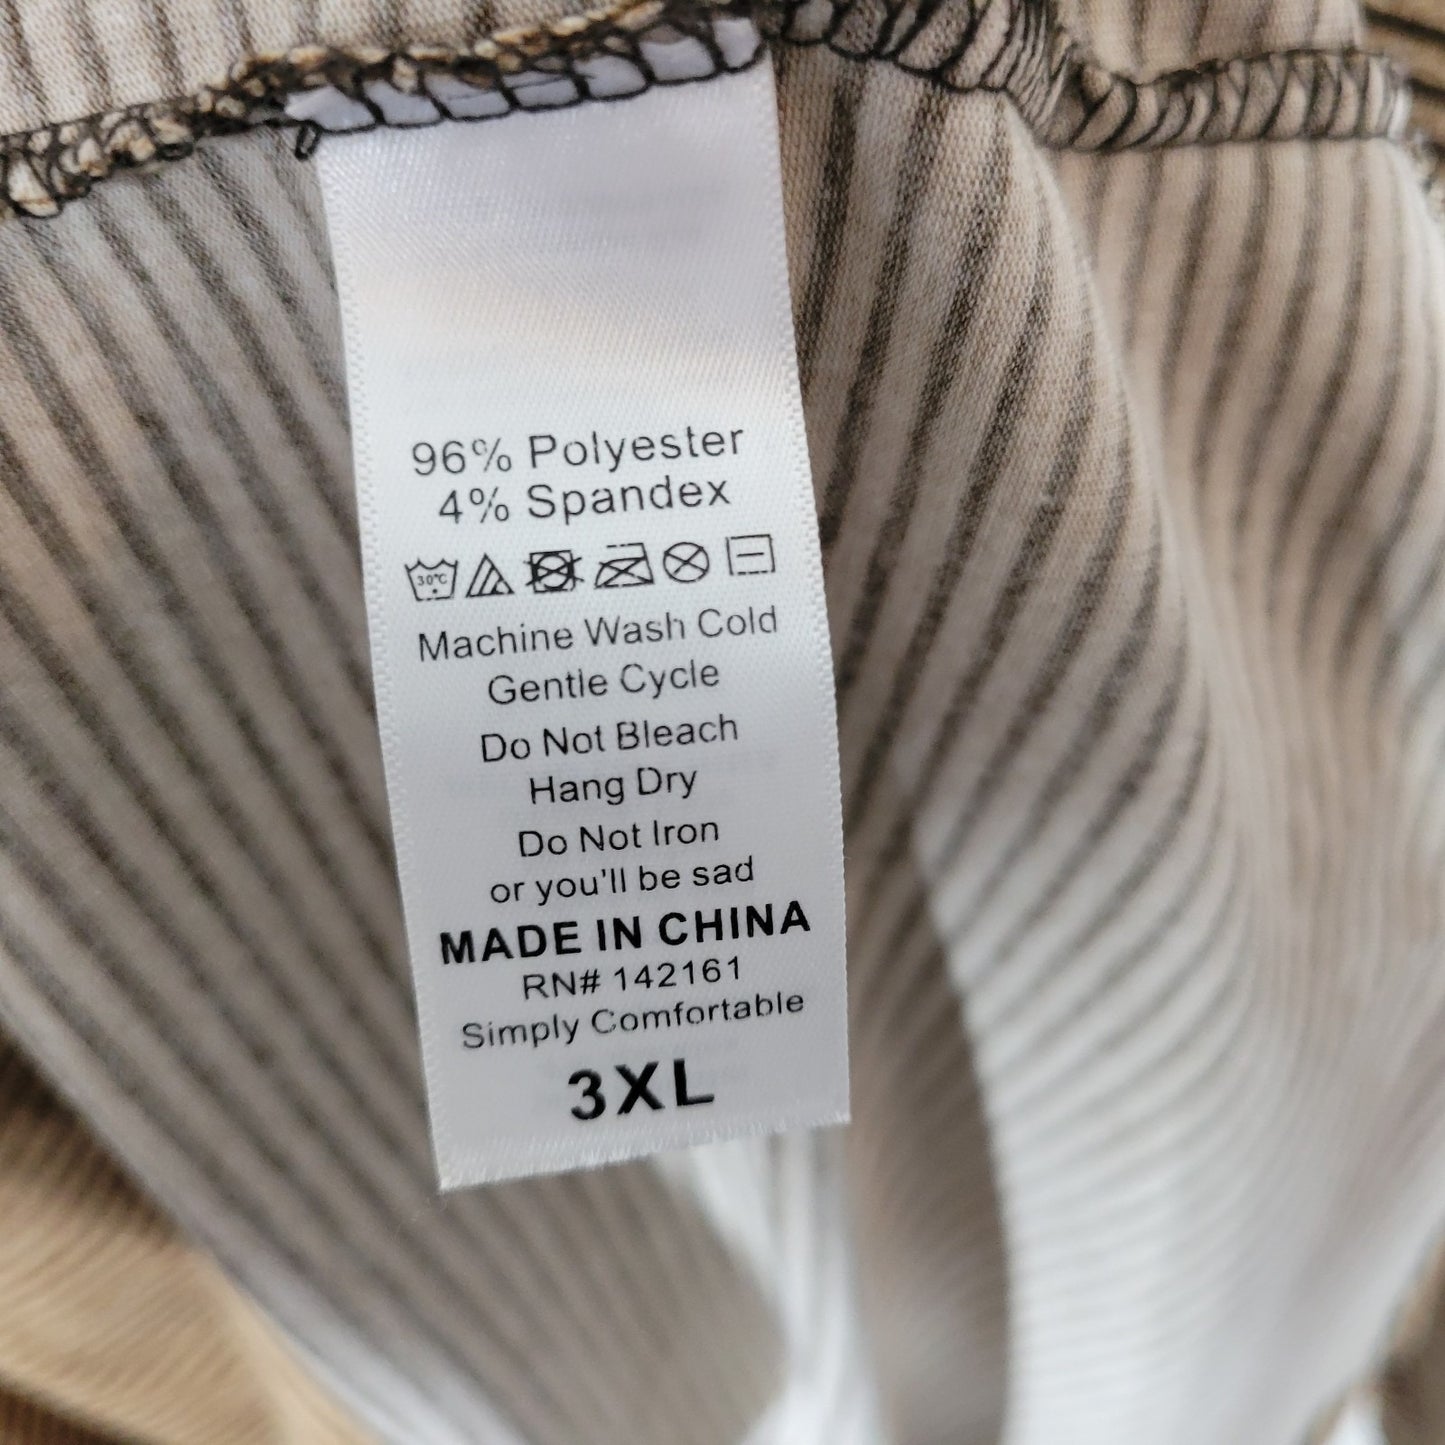 96% Polyester
4% Spandex
30°C
Machine Wash Cold
Gentle Cycle
Do Not Bleach
Hang Dry
Do Not Iron
or you'll be sad
MADE IN CHINA
RN# 142161
Simply Comfortable
3XL